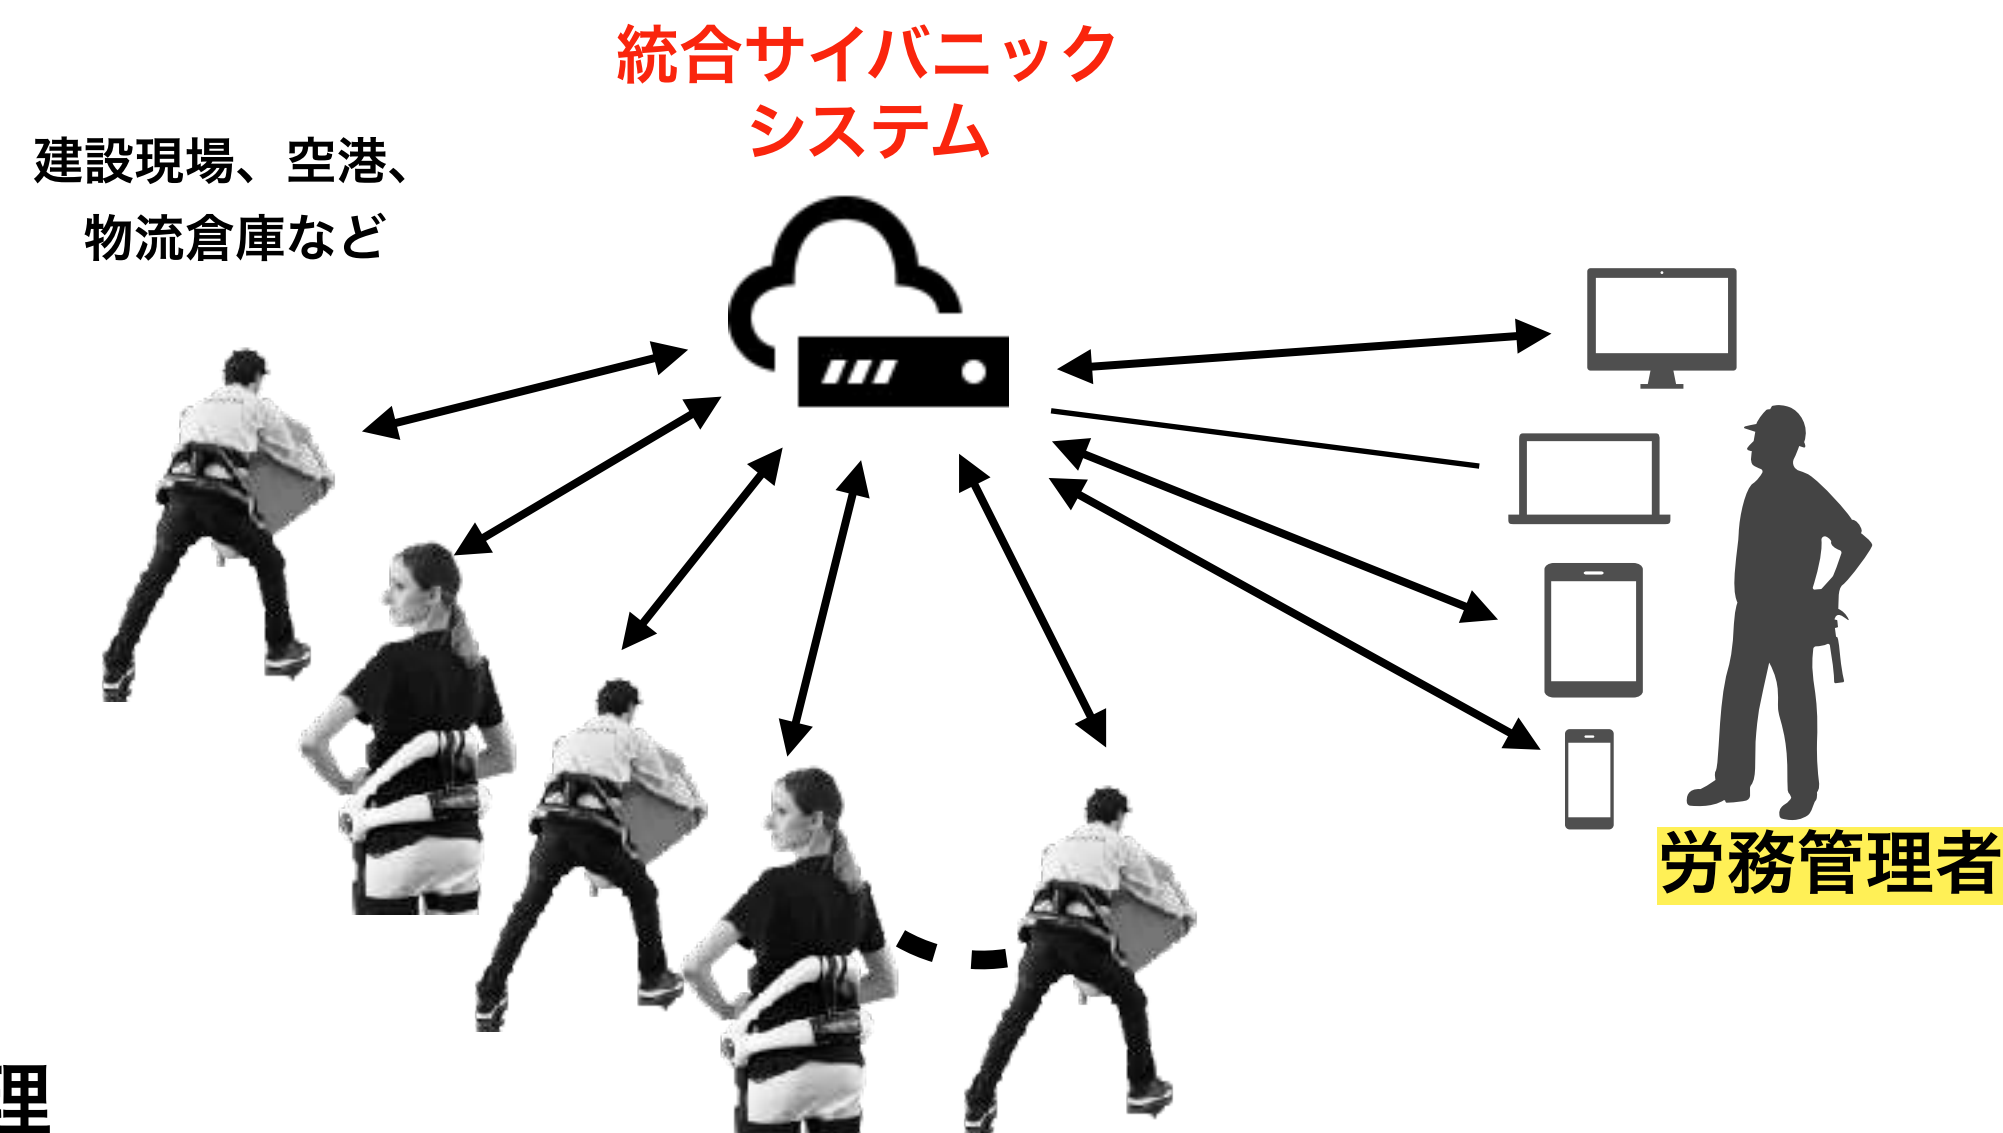 統合サイバニック
システム
建設現場、空港、
物流倉庫など
労務管理者
理